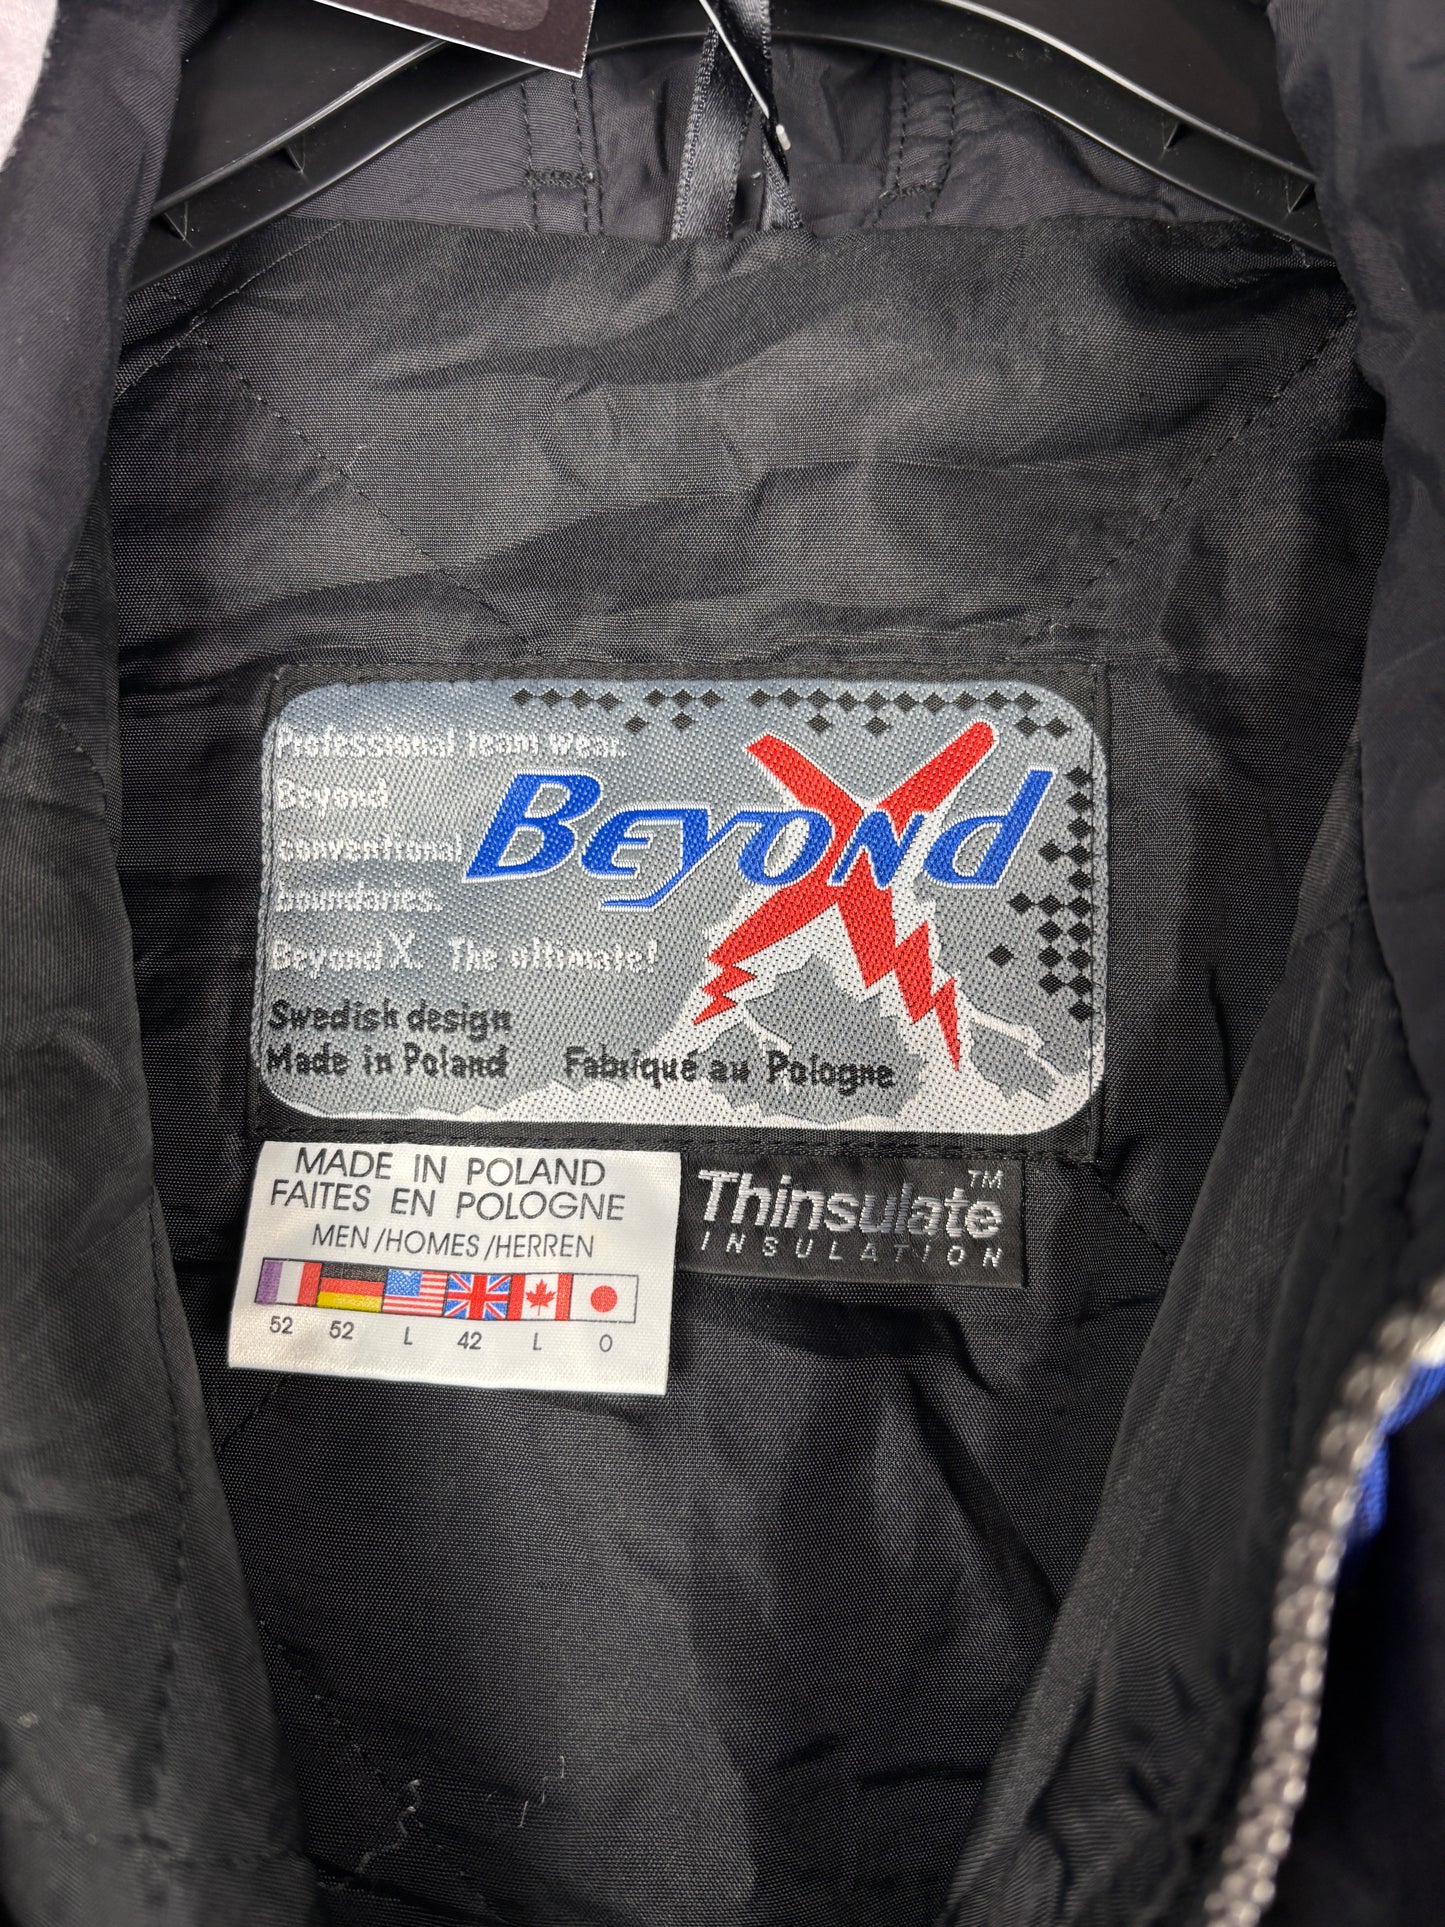 Professional team wear.
Beyond
conventional
boundaries.
Beyond X. The ultimate!
Beyond
Swedish design
Made in Poland Fabriqué au Pologne
MADE IN POLAND
FAITES EN POLOGNE
MEN/HOMES/HERREN
52 52 L 42 L O
Thinsulate™
INSULATION